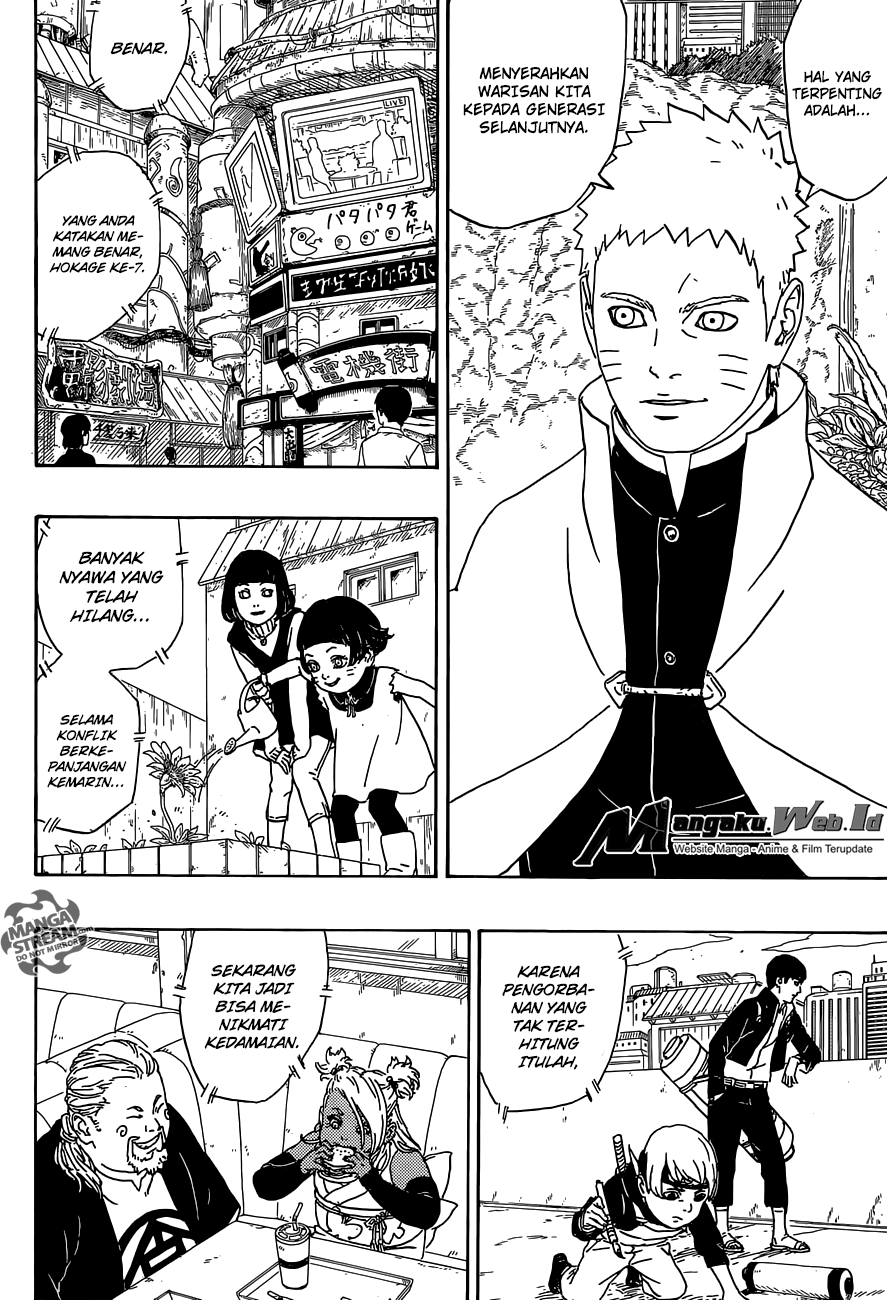 HAL YANG
TERPENTING
ADALAH...
MENYERAHKAN
WARISAN KITA
KEPADA GENERASI
SELANJUTNYA.
BENAR.
LIVE
パタパタ君
ゲーム
電機街
YANG ANDA
KATAKAN ME-
MANG BENAR,
HOKAGE KE-7.
BANYAK
NYAWA YANG
TELAH
HILANG...
SELAMA
KONFLIK
BERKE-
PANJANGAN
KEMARIN...
Mangaku.Web.Id
Website Manga - Anime & Film Terupdate
KARENA
PENGORBA-
NAN YANG
TAK TER-
HITUNG
ITULAH,
SEKARANG
KITA JADI
BISA ME-
NIKMATI
KEDAMAIAN.
MANGA
STREAM.com
DO NOT MIRROR